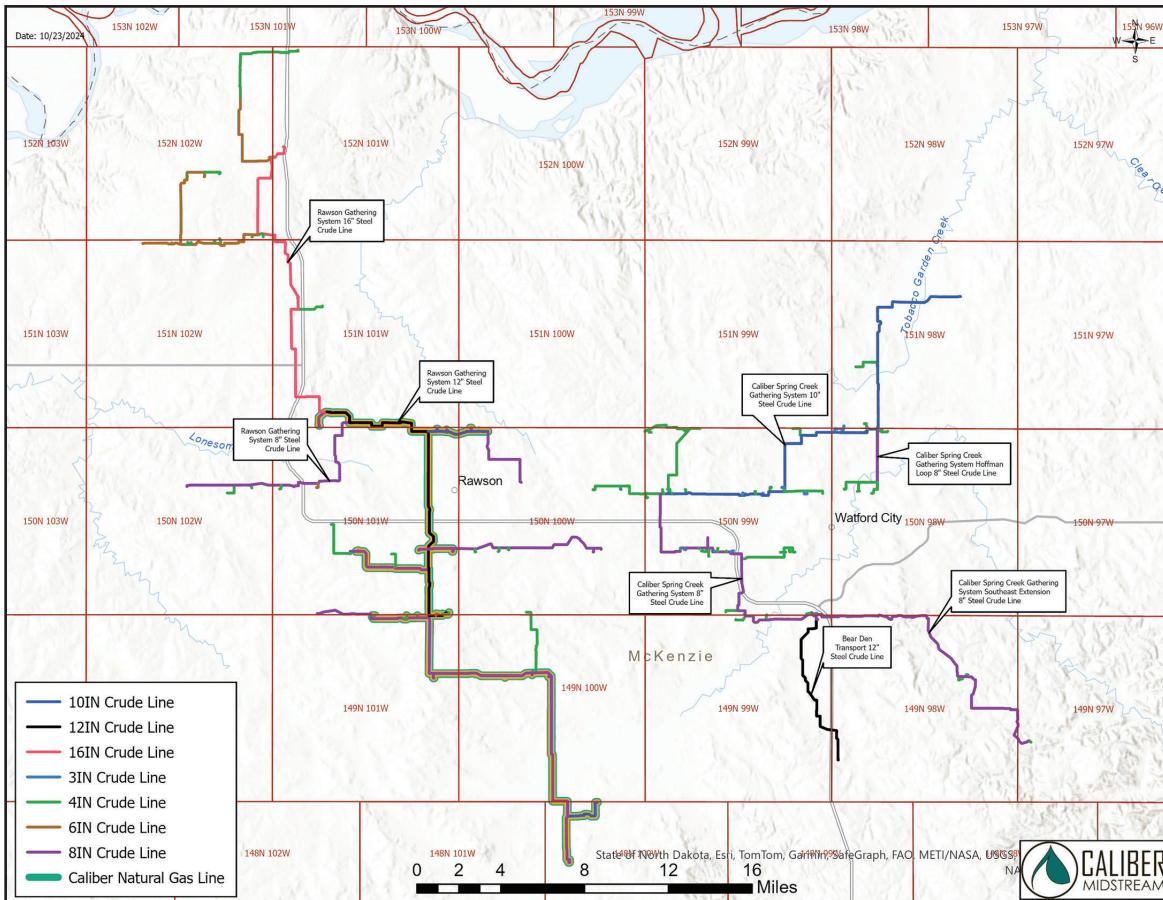 153N 102W
153N 101W
153N 100W
153N 99W
153N 98W
153N 97W
153N 96W
Date: 10/23/2024
N
W
E
S
152N 103W
152N 102W
152N 101W
152N 100W
152N 99W
152N 98W
152N 97W
Rawson Gathering
System 16" Steel
Crude Line
Tobacco Garden Creek
151N 103W
151N 102W
151N 101W
151N 100W
151N 99W
151N 98W
151N 97W
Rawson Gathering
System 12" Steel
Crude Line
Caliber Spring Creek
Gathering System 10"
Steel Crude Line
Rawson Gathering
System 8" Steel
Crude Line
Caliber Spring Creek
Gathering System Hoffman
Loop 8" Steel Crude Line
Rawson
Watford City
150N 103W
150N 102W
150N 101W
150N 100W
150N 99W
150N 98W
150N 97W
Caliber Spring Creek
Gathering System 8"
Steel Crude Line
Caliber Spring Creek Gathering
System Southeast Extension
8" Steel Crude Line
Bear Den
Transport 12"
Steel Crude Line
McKenzie
149N 101W
149N 100W
149N 99W
149N 98W
149N 97W
10IN Crude Line
12IN Crude Line
16IN Crude Line
3IN Crude Line
4IN Crude Line
6IN Crude Line
8IN Crude Line
Caliber Natural Gas Line
148N 102W
148N 101W
State of North Dakota, Esri, TomTom, Garmin, SafeGraph, FAO, METI/NASA, USGS
0 2 4 8 12 16
Miles
CALIBER
MIDSTREAM